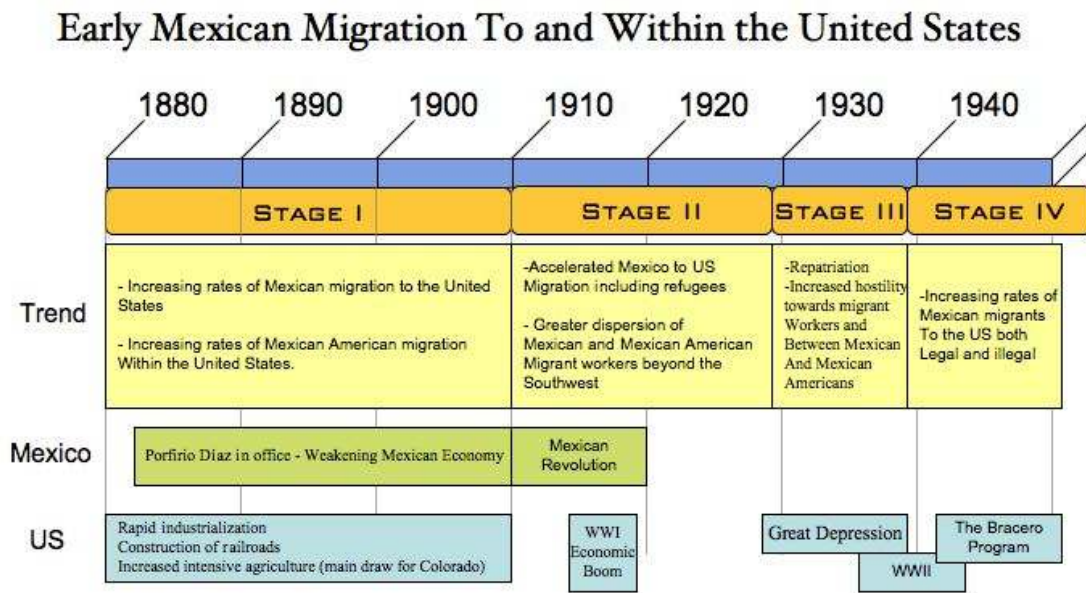 Early Mexican Migration To and Within the United States
1880 1890 1900 1910 1920 1930 1940
STAGE I STAGE II STAGE III STAGE IV
Trend
- Increasing rates of Mexican migration to the United
States
- Increasing rates of Mexican American migration
Within the United States.
-Accelerated Mexico to US
Migration including refugees
- Greater dispersion of
Mexican and Mexican American
Migrant workers beyond the
Southwest
-Repatriation
-Increased hostility
towards migrant
Workers and
Between Mexican
And Mexican
Americans
-Increasing rates of
Mexican migrants
To the US both
Legal and illegal
Mexico
Porfirio Diaz in office - Weakening Mexican Economy
Mexican
Revolution
US
Rapid industrialization
Construction of railroads
Increased intensive agriculture (main draw for Colorado)
WWI
Economic
Boom
Great Depression
WWII
The Bracero
Program